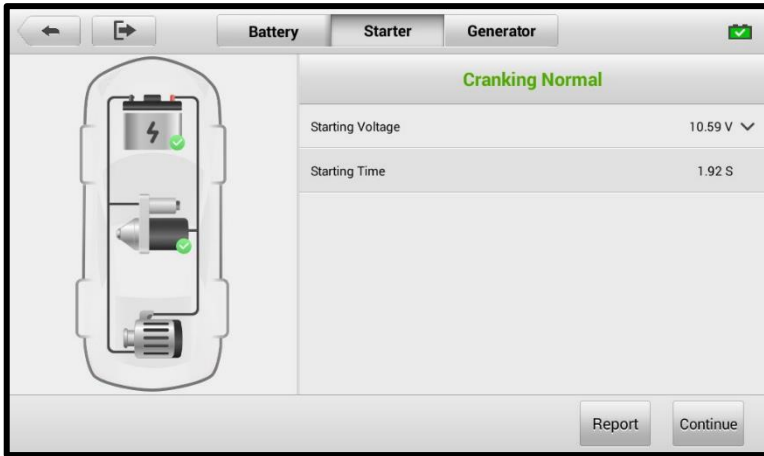 Battery Starter Generator
Cranking Normal
Starting Voltage 10.59 V
Starting Time 1.92 S
Report Continue